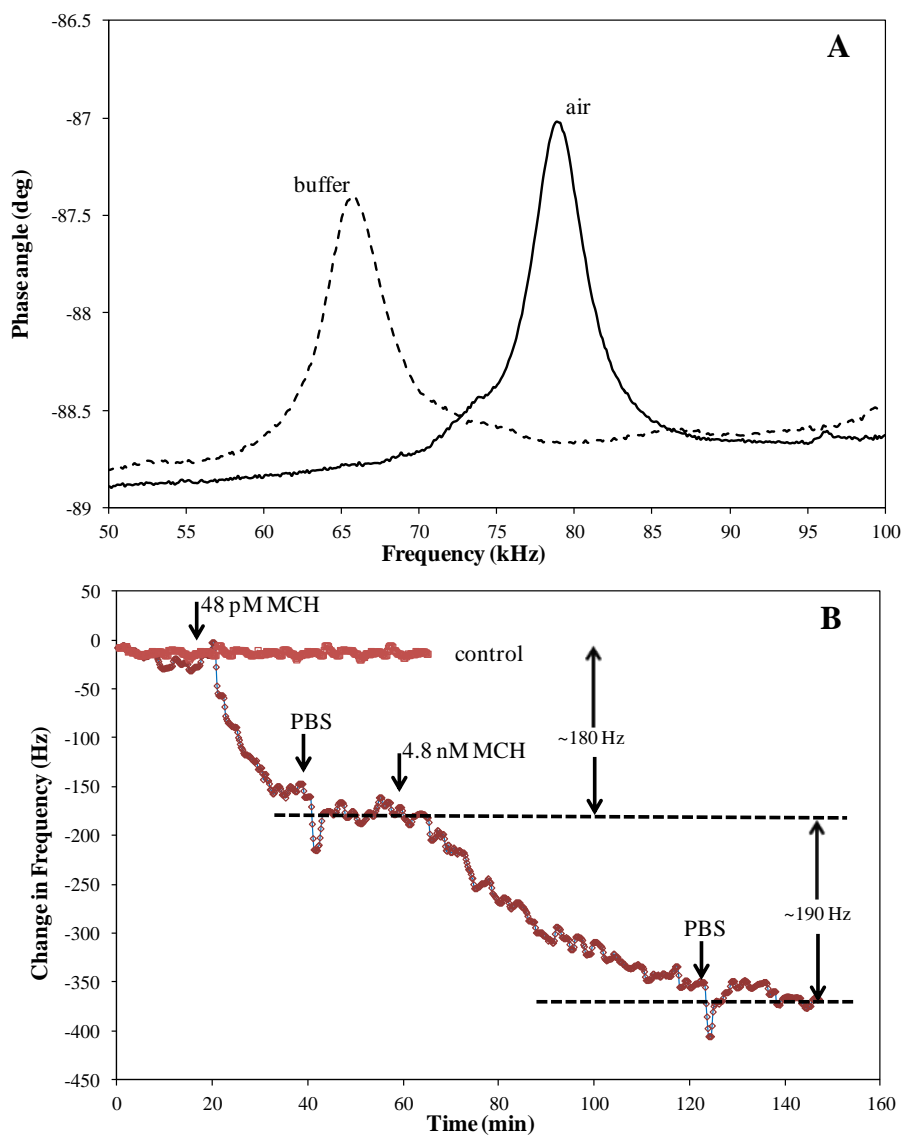 A
-86.5
-87
-87.5
-88
-88.5
-89
Phase angle (deg)
air
buffer
50 55 60 65 70 75 80 85 90 95 100
Frequency (kHz)
B
50
0
-50
-100
-150
-200
-250
-300
-350
-400
-450
Change in Frequency (Hz)
48 pM MCH
control
PBS
~180 Hz
4.8 nM MCH
~190 Hz
PBS
0 20 40 60 80 100 120 140 160
Time (min)